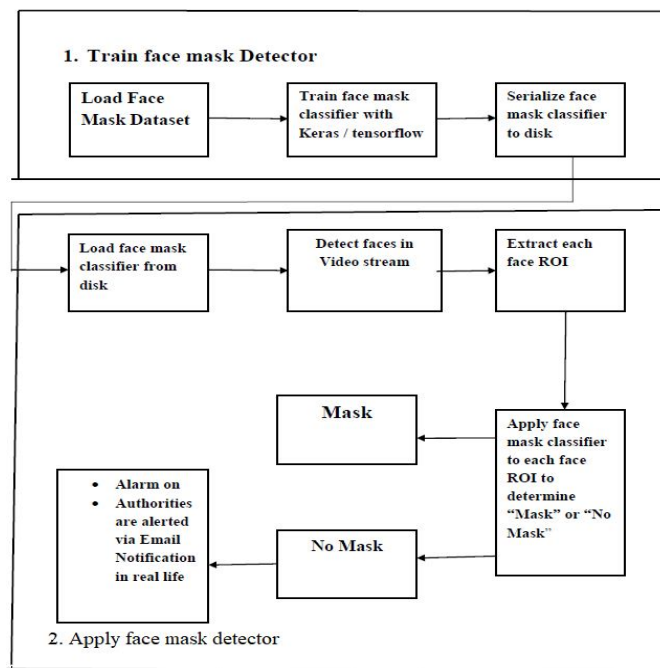 1. Train face mask Detector
Load Face
Mask Dataset
Train face mask
classifier with
Keras / tensorflow
Serialize face
mask classifier
to disk
Load face mask
classifier from
disk
Detect faces in
Video stream
Extract each
face ROI
Mask
Apply face
mask classifier
to each face
ROI to
determine
“Mask” or “No
Mask”
No Mask
• Alarm on
• Authorities
are alerted
via Email
Notification
in real life
2. Apply face mask detector